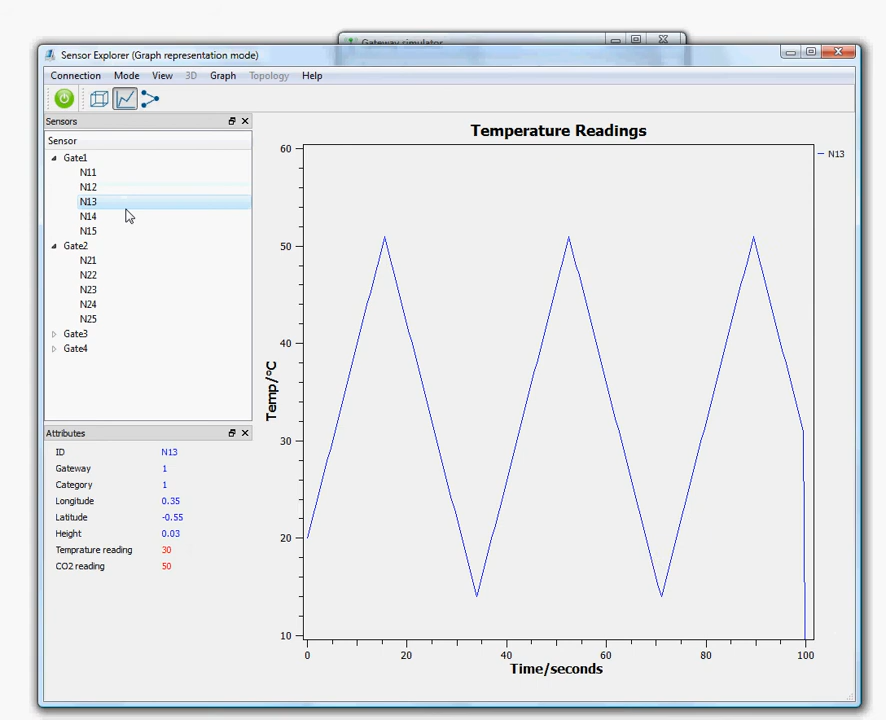 Gateway simulator
Sensor Explorer (Graph representation mode)
Connection Mode View 3D Graph Topology Help
Sensors
Sensor
Gate1
N11
N12
N13
N14
N15
Gate2
N21
N22
N23
N24
N25
Gate3
Gate4
Attributes
ID N13
Gateway 1
Category 1
Longitude 0.35
Latitude -0.55
Height 0.03
Temprature reading 30
CO2 reading 50
Temperature Readings
N13
60
50
40
30
20
10
Temp/°C
0 20 40 60 80 100
Time/seconds